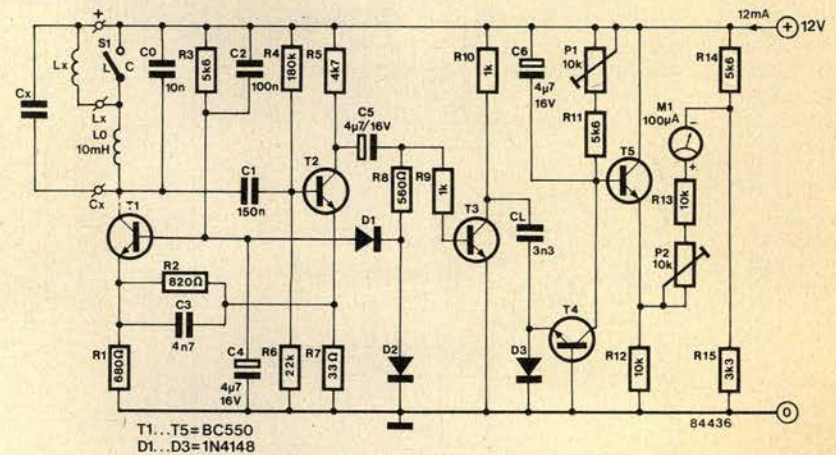 +
S1
L C
Lx
Cx
Lx
L0
10mH
Cx
C0
10n
R3
5k6
C2
100n
R4
180k
R5
4k7
C1
150n
T1
T2
C5
4µ7/16V
R8
560Ω
R9
1k
D1
R2
820Ω
C3
4n7
R1
680Ω
C4
4µ7
16V
R6
22k
R7
33Ω
D2
R10
1k
T3
CL
3n3
D3
T4
C6
4µ7
16V
P1
10k
R11
5k6
T5
R12
10k
M1
100µA
-
+
R13
10k
P2
10k
12mA
+ 12V
R14
5k6
R15
3k3
0
84436
T1...T5=BC550
D1...D3=1N4148